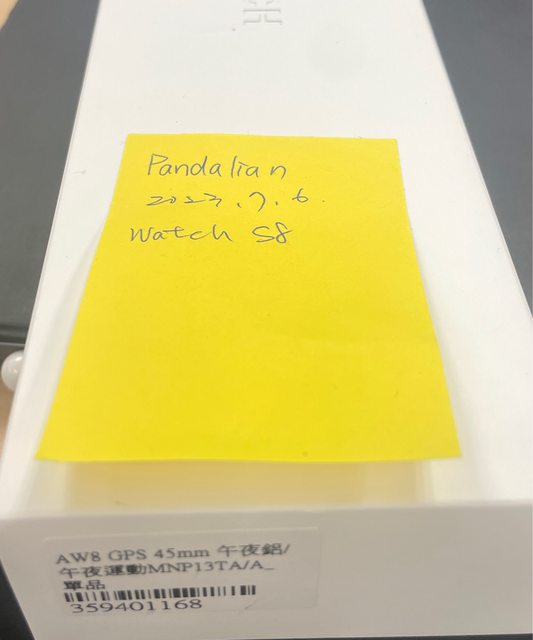 Pandalian
2023.7.6.
Watch S8
AW8 GPS 45mm 午夜鋁/
午夜運動MNP13TA/A_
單品
359401168